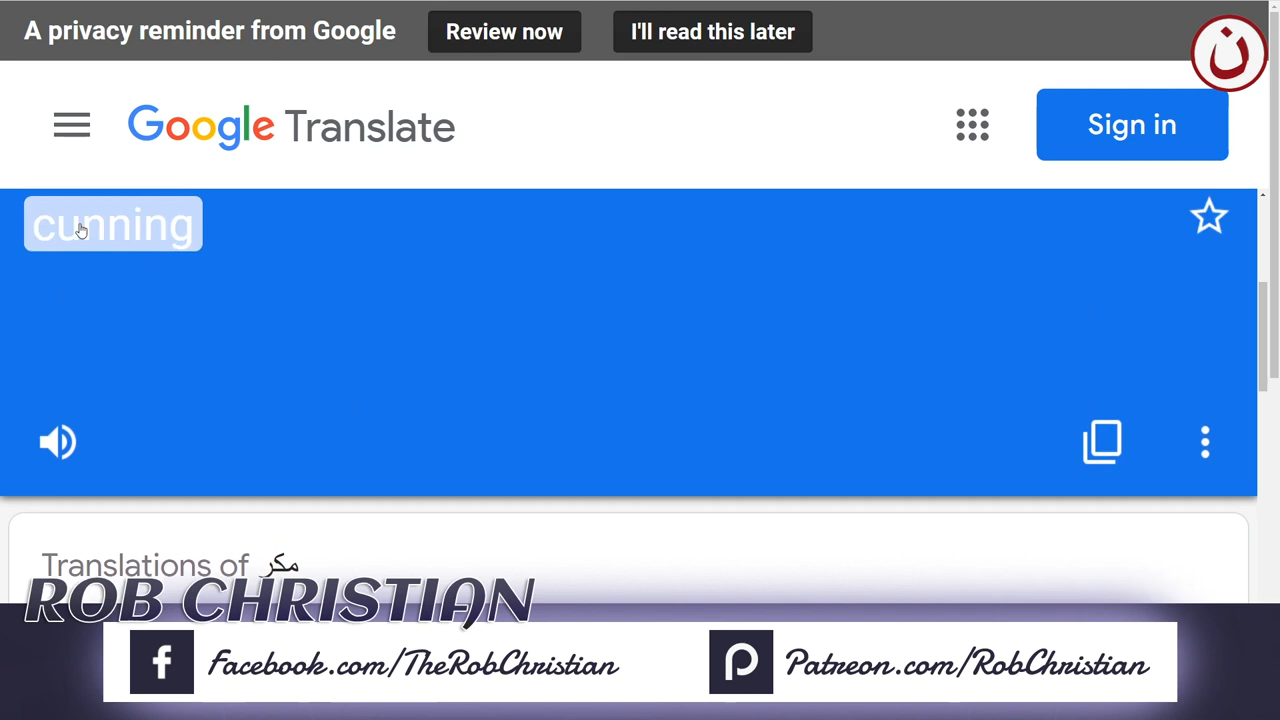 A privacy reminder from Google Review now I'll read this later
ن
Google Translate Sign in
cunning
Translations of مكر
ROB CHRISTIAN
f Facebook.com/TheRobChristian Patreon.com/RobChristian